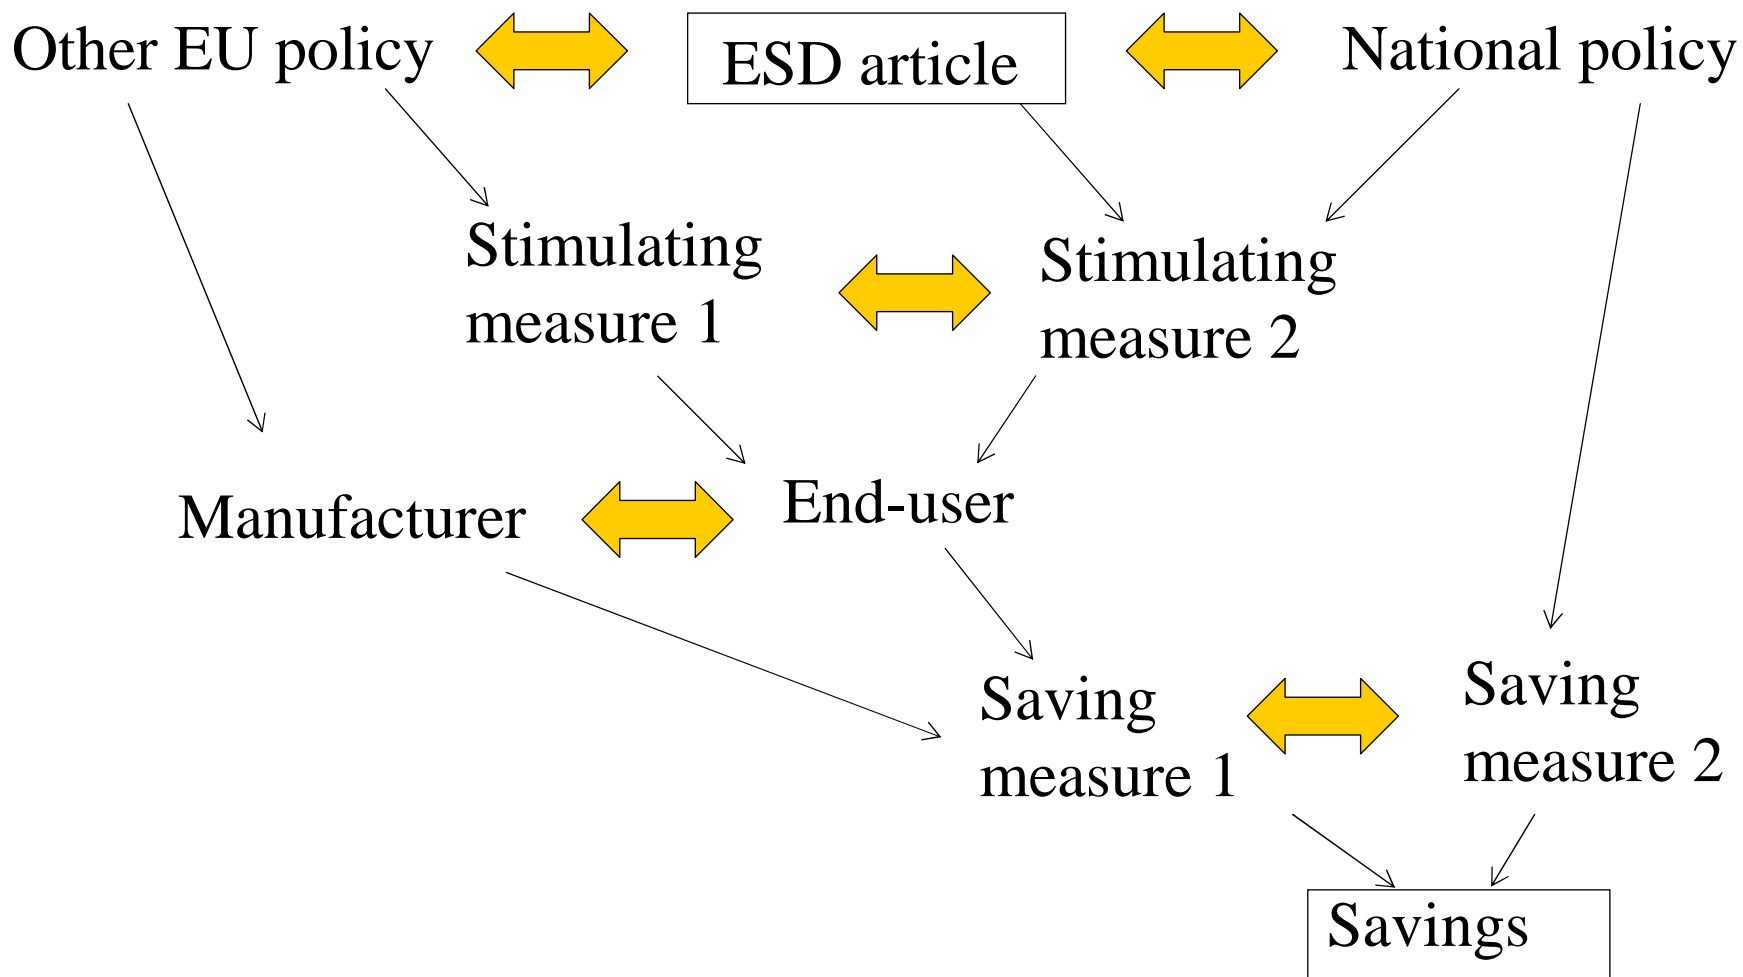 Other EU policy
ESD article
National policy
Stimulating
measure 1
Stimulating
measure 2
Manufacturer
End-user
Saving
measure 1
Saving
measure 2
Savings